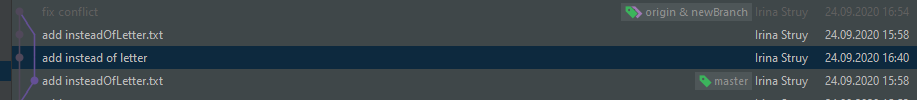 fix conflict origin & newBranch Irina Struy 24.09.2020 16:54
add insteadOfLetter.txt Irina Struy 24.09.2020 15:58
add instead of letter Irina Struy 24.09.2020 16:40
add insteadOfLetter.txt master Irina Struy 24.09.2020 15:58